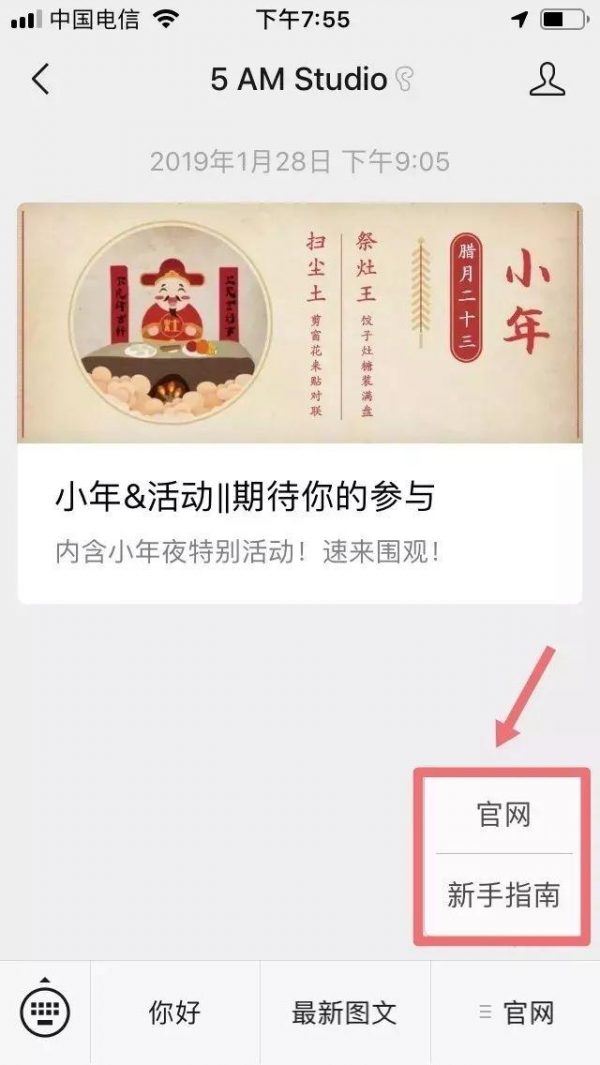 中国电信
下午7:55
5 AM Studio
2019年1月28日 下午9:05
小年
腊月二十三
祭灶王
饺子灶糖装满盘
扫尘土
剪窗花来贴对联
小年&活动||期待你的参与
内含小年夜特别活动！速来围观！
官网
新手指南
你好
最新图文
官网